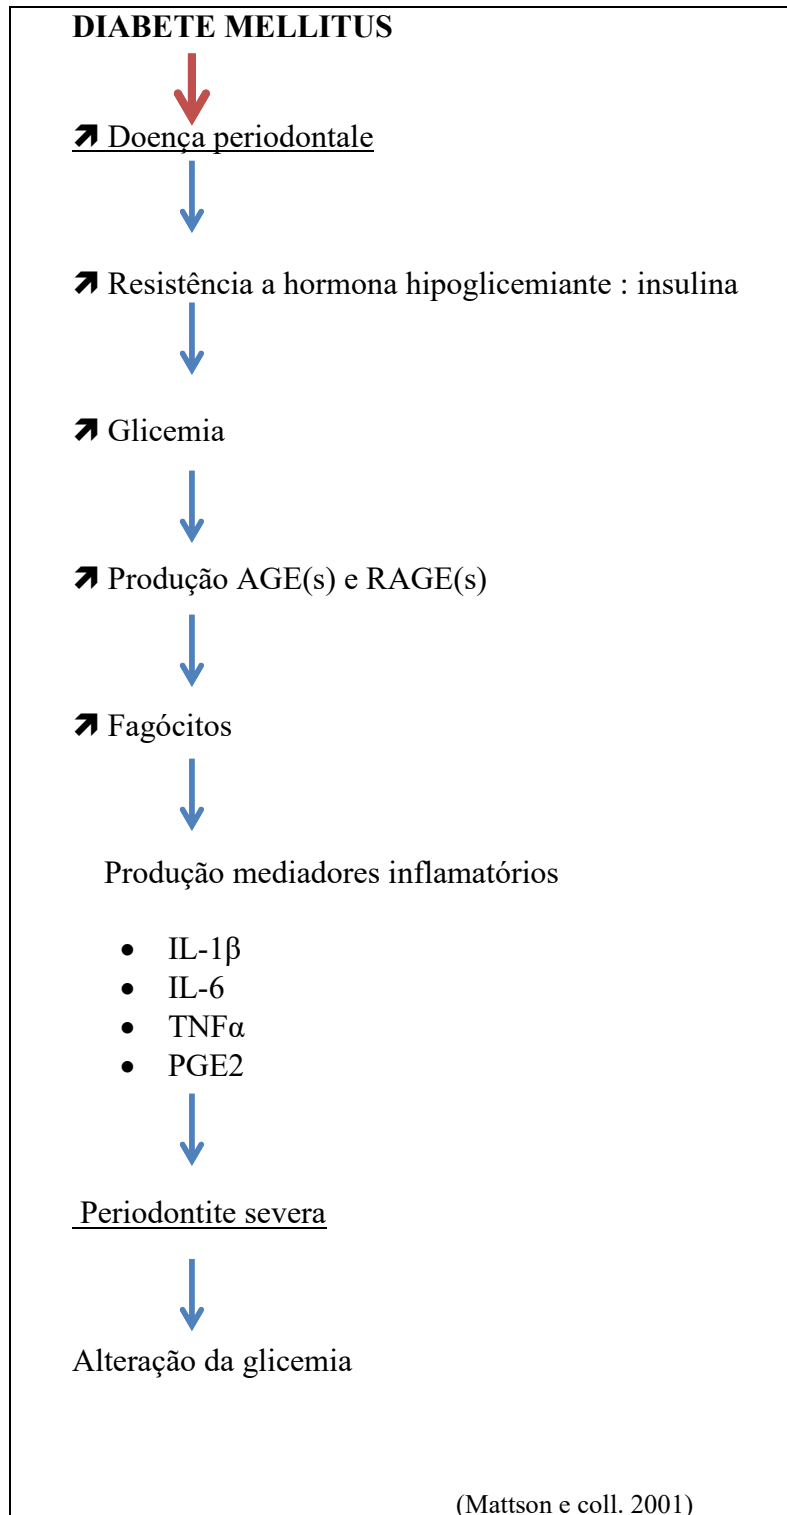 DIABETE MELLITUS
↗ Doença periodontale
↗ Resistência a hormona hipoglicemiante : insulina
↗ Glicemia
↗ Produção AGE(s) e RAGE(s)
↗ Fagócitos
Produção mediadores inflamatórios
• IL-1β
• IL-6
• TNFα
• PGE2
Periodontite severa
Alteração da glicemia
(Mattson e coll. 2001)